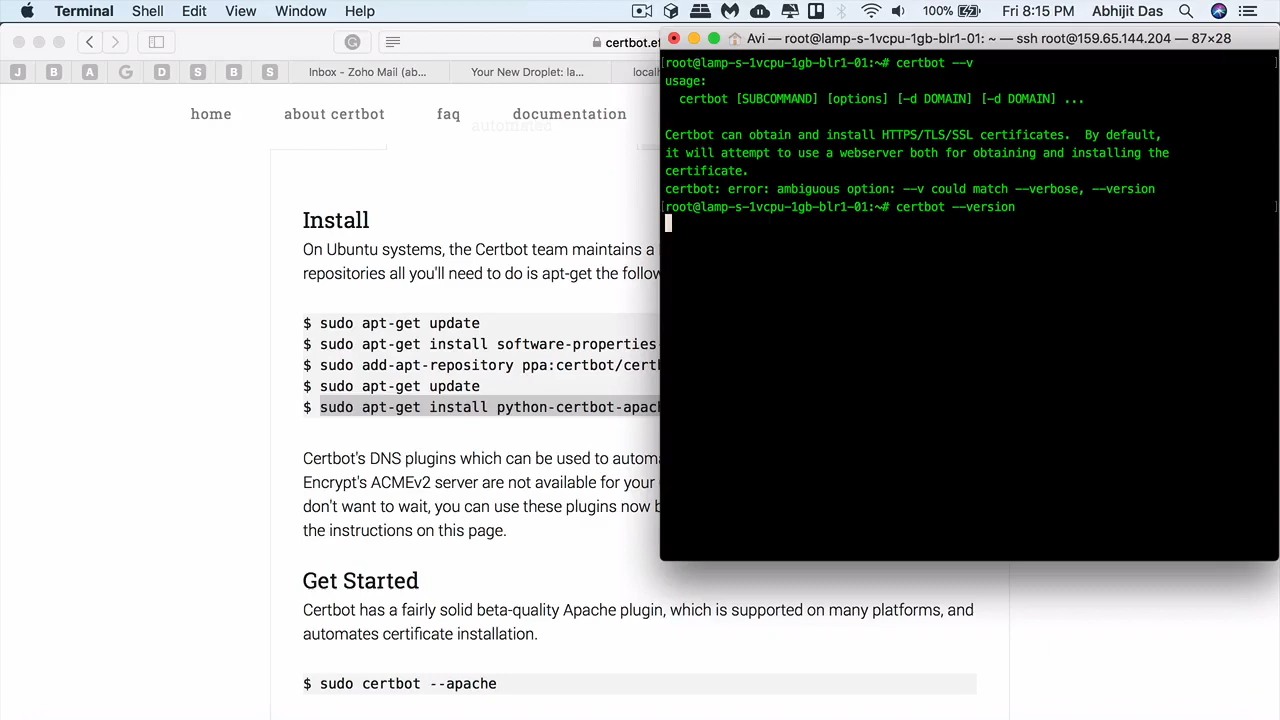 Terminal Shell Edit View Window Help 100% Fri 8:15 PM Abhijit Das
certbot.ef
Avi — root@lamp-s-1vcpu-1gb-blr1-01: ~ — ssh root@159.65.144.204 — 87×28
J B A G D S B S Inbox - Zoho Mail (ab... Your New Droplet: la... locali
home about certbot faq documentation
automated
Install
On Ubuntu systems, the Certbot team maintains a
repositories all you'll need to do is apt-get the follow
$ sudo apt-get update
$ sudo apt-get install software-properties-
$ sudo add-apt-repository ppa:certbot/certb
$ sudo apt-get update
$ sudo apt-get install python-certbot-apach
Certbot's DNS plugins which can be used to automa
Encrypt's ACMEv2 server are not available for your
don't want to wait, you can use these plugins now b
the instructions on this page.
Get Started
Certbot has a fairly solid beta-quality Apache plugin, which is supported on many platforms, and
automates certificate installation.
$ sudo certbot --apache
[root@lamp-s-1vcpu-1gb-blr1-01:~# certbot --v ]
usage:
certbot [SUBCOMMAND] [options] [-d DOMAIN] [-d DOMAIN] ...
Certbot can obtain and install HTTPS/TLS/SSL certificates. By default,
it will attempt to use a webserver both for obtaining and installing the
certificate.
certbot: error: ambiguous option: --v could match --verbose, --version
[root@lamp-s-1vcpu-1gb-blr1-01:~# certbot --version ]